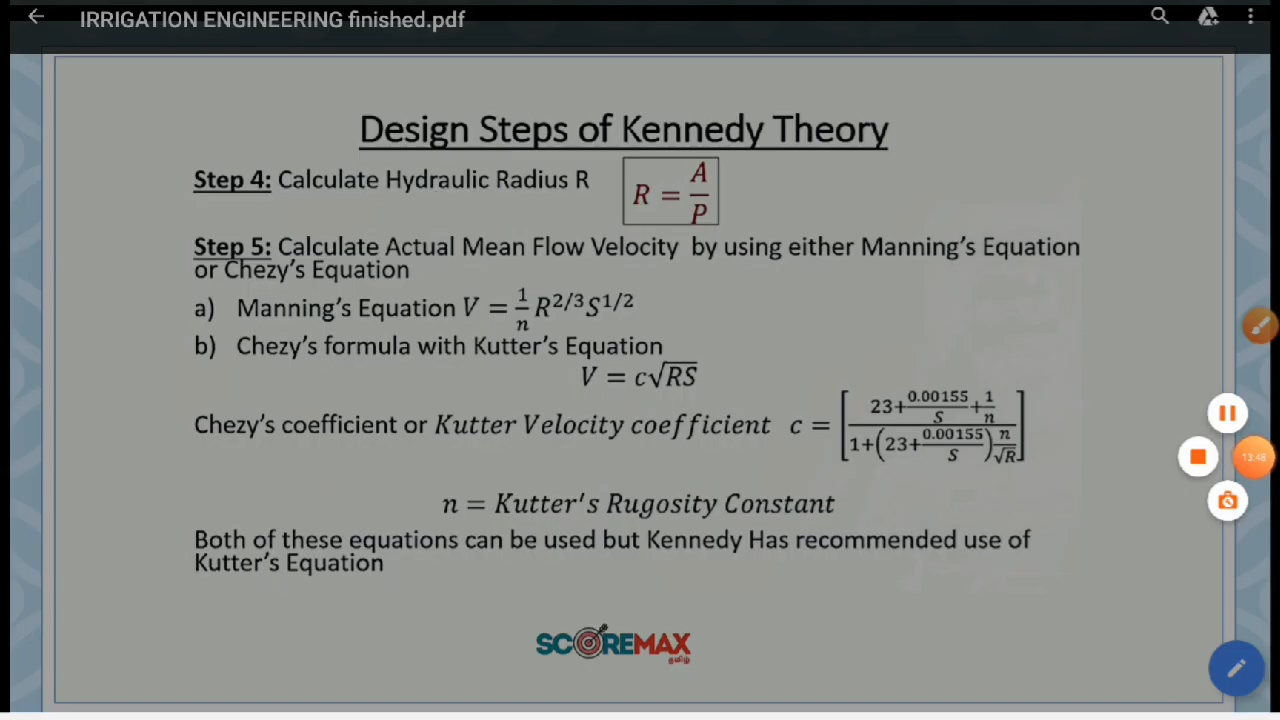 IRRIGATION ENGINEERING finished.pdf
Design Steps of Kennedy Theory
Step 4: Calculate Hydraulic Radius R R = A/P
Step 5: Calculate Actual Mean Flow Velocity by using either Manning's Equation
or Chezy's Equation
a) Manning's Equation V = 1/n R^2/3 S^1/2
b) Chezy's formula with Kutter's Equation
V = c√RS
Chezy's coefficient or Kutter Velocity coefficient c = [(23+0.00155/S+1/n)/(1+(23+0.00155/S)n/√R)]
n = Kutter's Rugosity Constant
Both of these equations can be used but Kennedy Has recommended use of
Kutter's Equation
SCOREMAX
தமிழ்
13:48